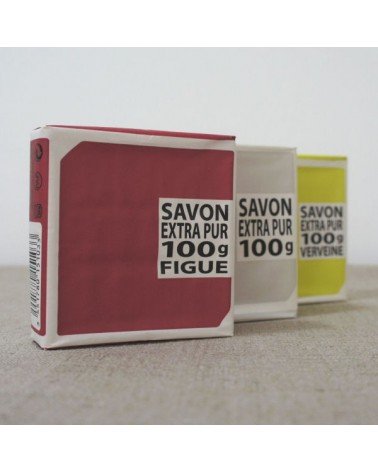 SAVON
EXTRA PUR
100g
FIGUE
SAVON
EXTRA PUR
100g
SAVON
EXTRA PUR
100g
VERVEINE